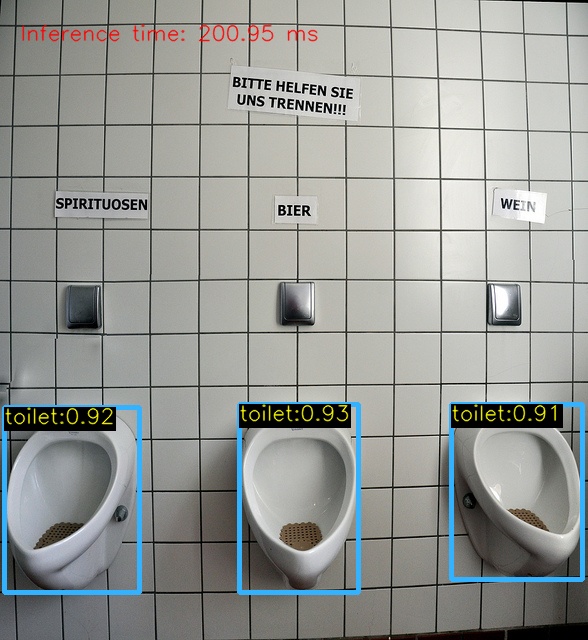 Inference time: 200.95 ms
BITTE HELFEN SIE
UNS TRENNEN!!!
SPIRITUOSEN
BIER
WEIN
toilet:0.92
toilet:0.93
toilet:0.91